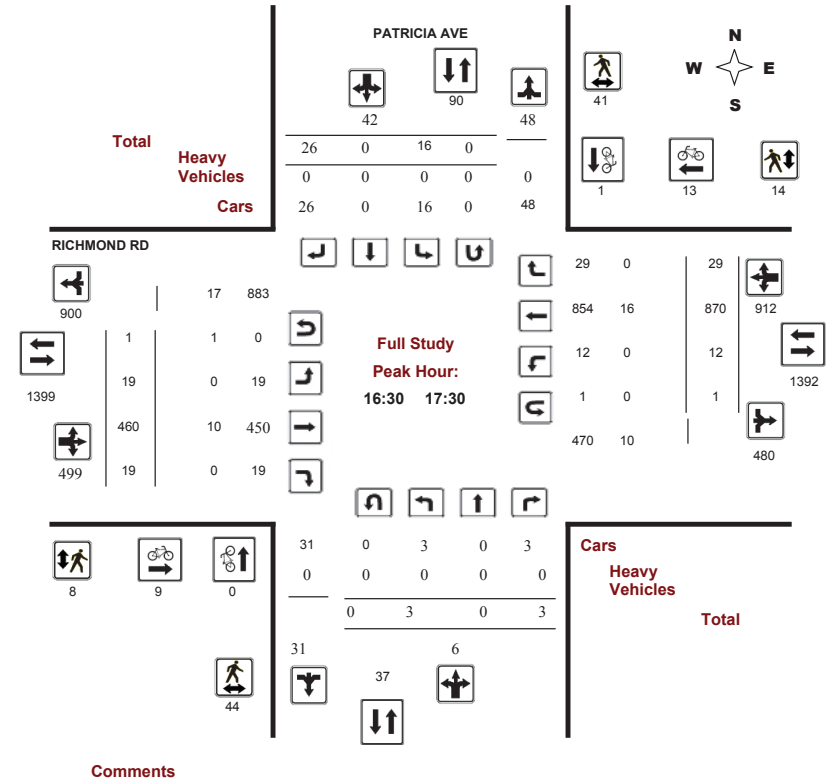 PATRICIA AVE
N
W E
S
42
90
48
41
Total
26 0 16 0
Heavy
Vehicles
0 0 0 0 0
Cars
26 0 16 0 48
1 13 14
RICHMOND RD
900
17 883
29 0 29
854 16 870 912
1 1 0
Full Study
Peak Hour:
16:30 17:30
1399
19 0 19
12 0 12
1392
460 10 450
1 0 1
499
19 0 19
470 10
480
31 0 3 0 3
Cars
0 0 0 0 0
Heavy
Vehicles
0 3 0 3
Total
8 9 0
31
6
37
44
Comments